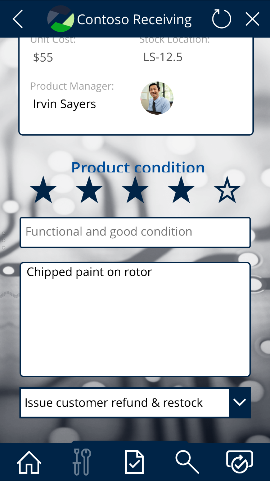 Contoso Receiving
Unit Cost: Stock Location:
$55 LS-12.5
Product Manager:
Irvin Sayers
Product condition
Functional and good condition
Chipped paint on rotor
Issue customer refund & restock